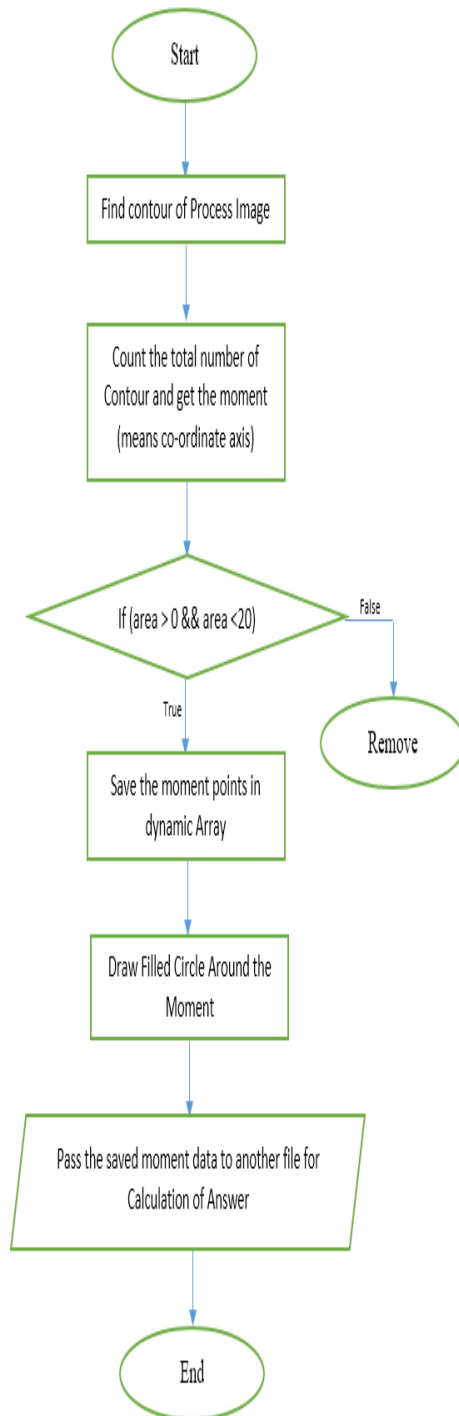 Start
Find contour of Process Image
Count the total number of
Contour and get the moment
(means co-ordinate axis)
If (area > 0 && area <20)
False
True
Remove
Save the moment points in
dynamic Array
Draw Filled Circle Around the
Moment
Pass the saved moment data to another file for
Calculation of Answer
End